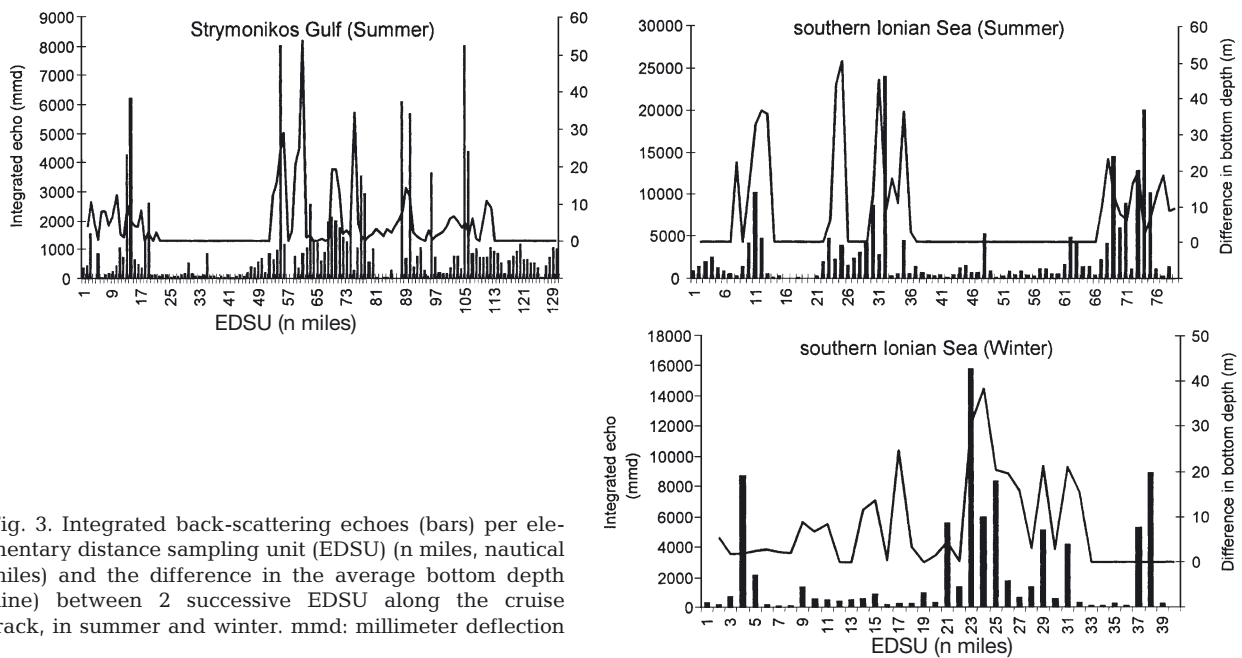 Strymonikos Gulf (Summer)
Integrated echo (mmd)
9000
8000
7000
6000
5000
4000
3000
2000
1000
0
60
50
40
30
20
10
0
1 9 17 25 33 41 49 57 65 73 81 89 97 105 113 121 129
EDSU (n miles)
southern Ionian Sea (Summer)
30000
25000
20000
15000
10000
5000
0
60
50
40
30
20
10
0
Difference in bottom depth (m)
1 6 11 16 21 26 31 36 41 46 51 56 61 66 71 76
southern Ionian Sea (Winter)
Integrated echo
(mmd)
18000
16000
14000
12000
10000
8000
6000
4000
2000
0
50
40
30
20
10
0
Difference in bottom depth (m)
1 3 5 7 9 11 13 15 17 19 21 23 25 27 29 31 33 35 37 39
EDSU (n miles)
ig. 3. Integrated back-scattering echoes (bars) per ele-
mentary distance sampling unit (EDSU) (n miles, nautical
niles) and the difference in the average bottom depth
ine) between 2 successive EDSU along the cruise
rack, in summer and winter. mmd: millimeter deflection